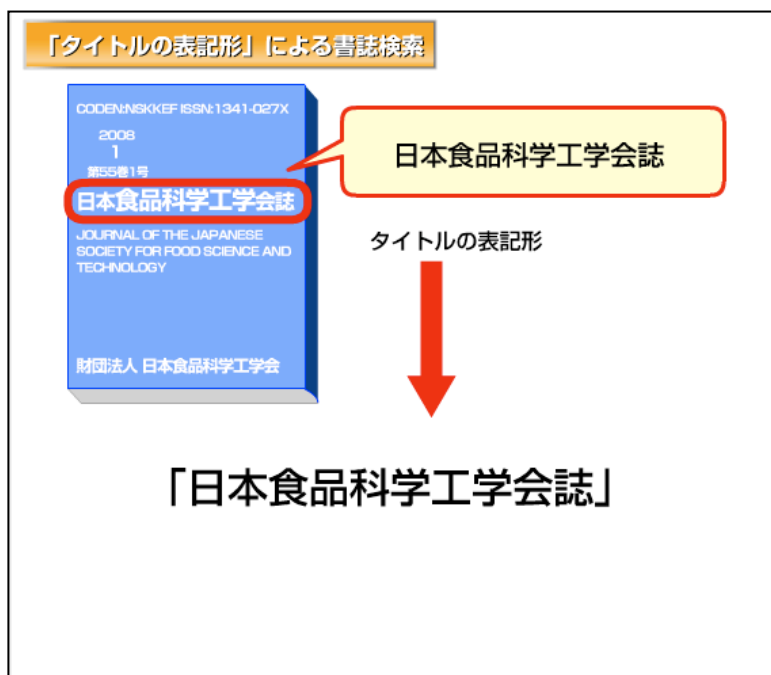 「タイトルの表記形」による書誌検索
CODEN:NSKKEF ISSN:1341-027X
2008
1
第55巻1号
日本食品科学工学会誌
JOURNAL OF THE JAPANESE
SOCIETY FOR FOOD SCIENCE AND
TECHNOLOGY
財団法人 日本食品科学工学会
日本食品科学工学会誌
タイトルの表記形
「日本食品科学工学会誌」